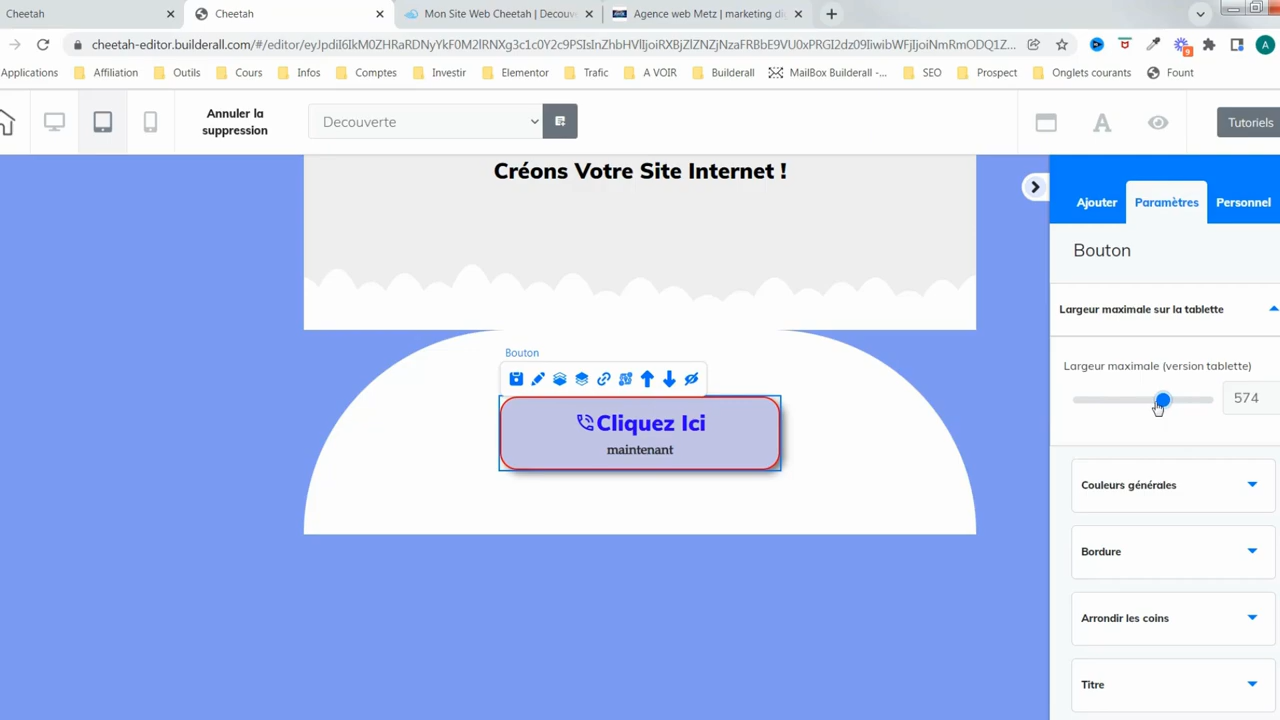 Cheetah
Cheetah
Mon Site Web Cheetah | Decouve
Agence web Metz | marketing di
cheetah-editor.builderall.com/#/editor/
Applications
Affiliation
Outils
Cours
Infos
Comptes
Investir
Elementor
Trafic
A VOIR
Builderall
MailBox Builderall -...
SEO
Prospect
Onglets courants
Fount
9
A
Annuler la
suppression
Decouverte
A
Tutoriels
Créons Votre Site Internet !
Ajouter
Paramètres
Personnel
Bouton
Largeur maximale sur la tablette
Bouton
Largeur maximale (version tablette)
574
Cliquez Ici
maintenant
Couleurs générales
Bordure
Arrondir les coins
Titre